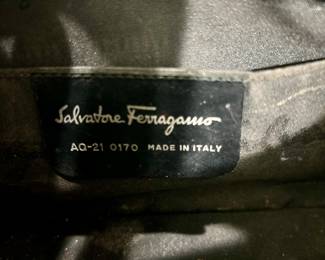 Salvatore Ferragamo
AQ-21 0170 MADE IN ITALY